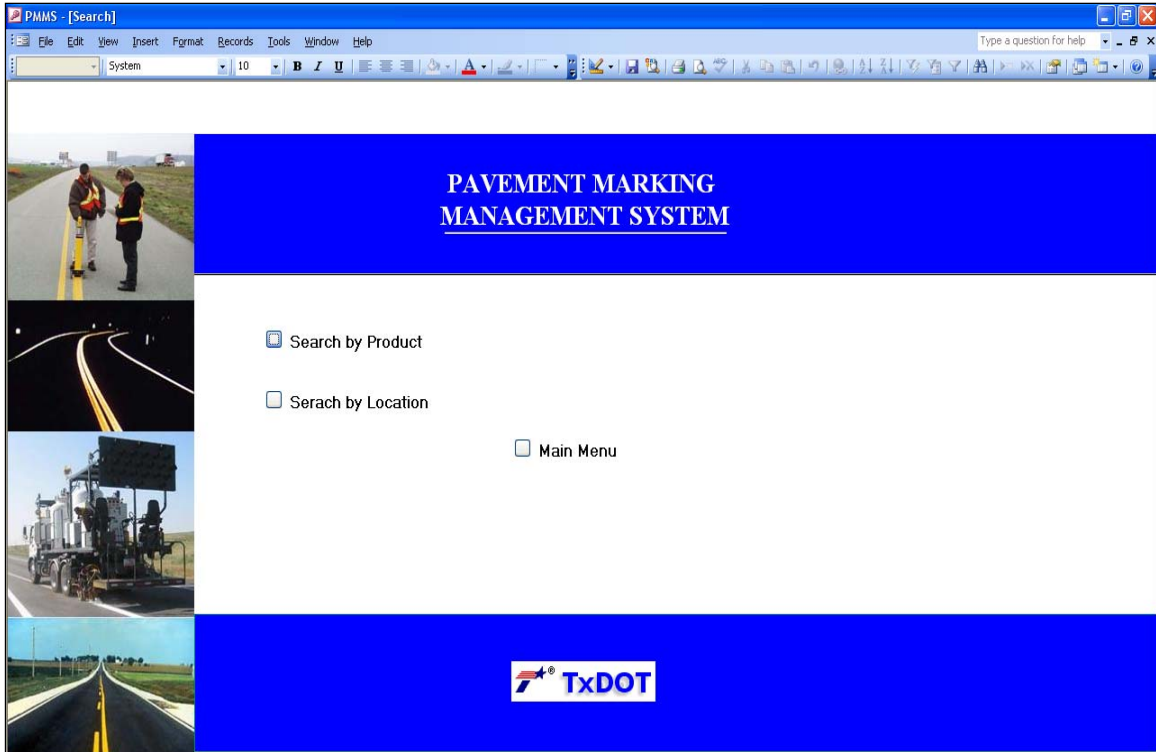 PMMS - [Search]
File Edit View Insert Format Records Tools Window Help
Type a question for help
System 10 B I U A
PAVEMENT MARKING
MANAGEMENT SYSTEM
Search by Product
Serach by Location
Main Menu
® TxDOT